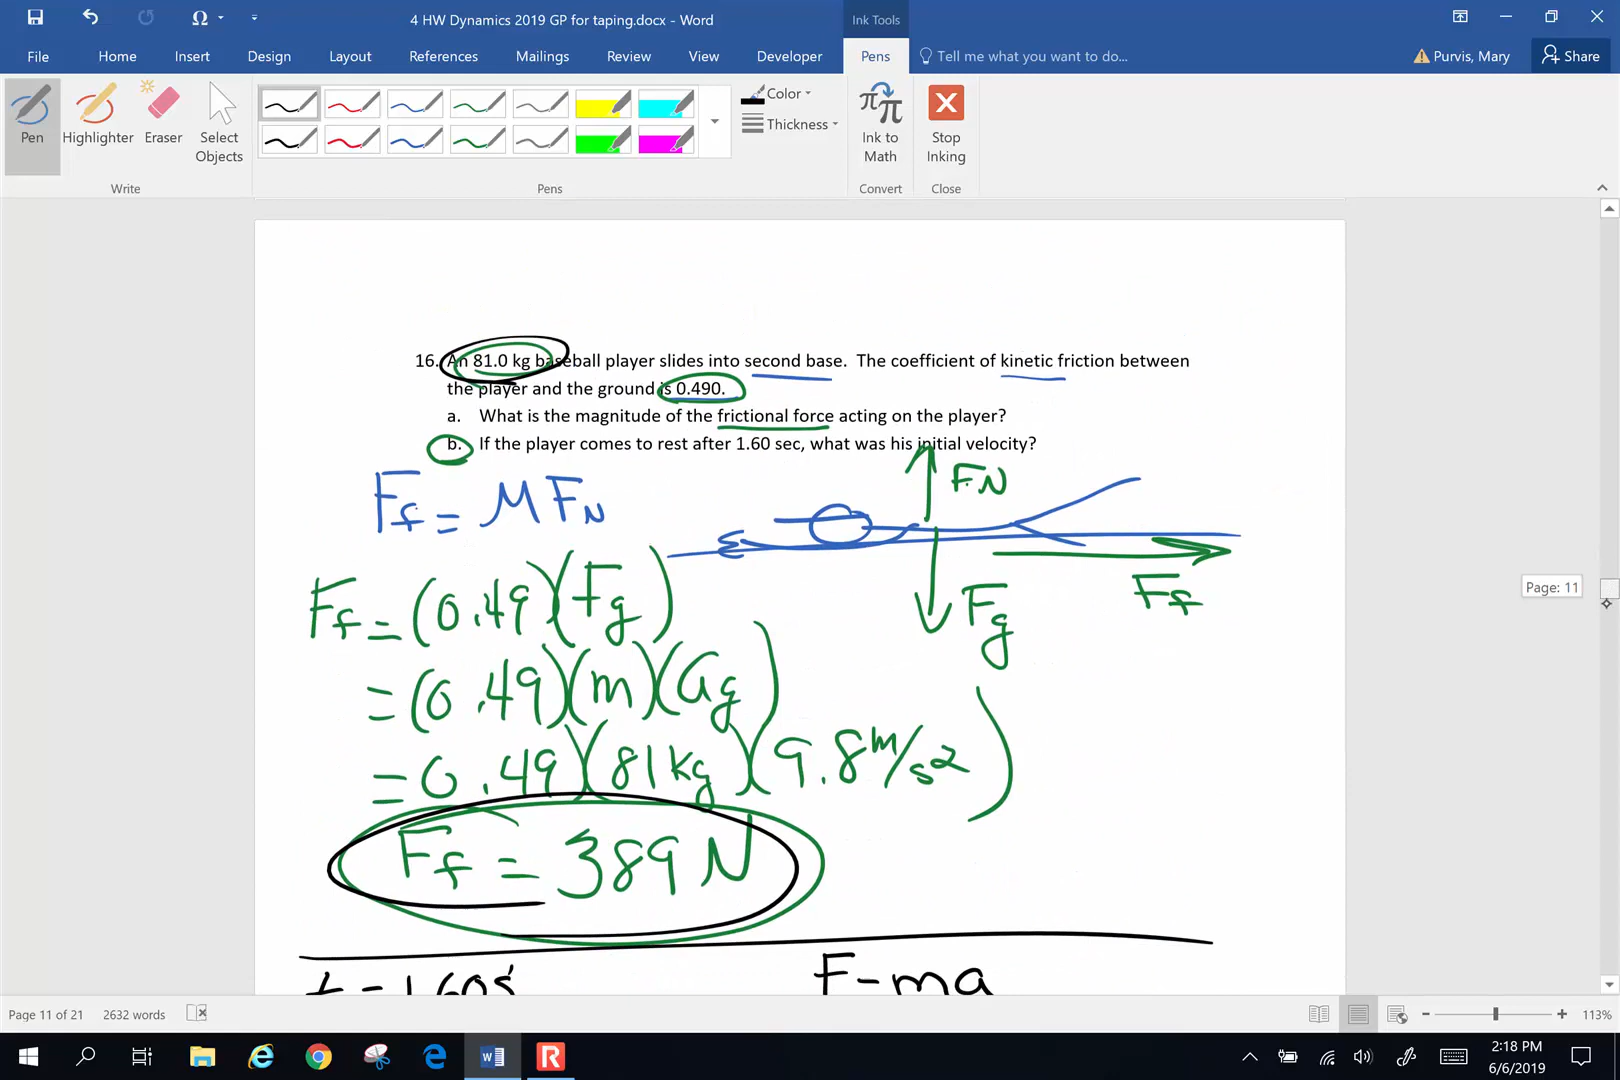 4 HW Dynamics 2019 GP for taping.docx - Word
Ink Tools
File Home Insert Design Layout References Mailings Review View Developer Pens Tell me what you want to do... Purvis, Mary Share
Pen Highlighter Eraser Select Objects
Color
Thickness
Ink to Math
Stop Inking
Write Pens Convert Close
16. An 81.0 kg baseball player slides into second base. The coefficient of kinetic friction between
the player and the ground is 0.490.
a. What is the magnitude of the frictional force acting on the player?
b. If the player comes to rest after 1.60 sec, what was his initial velocity?
Ff = μ FN
FN
Ff = (0.49)(Fg)
Fg
Ff
Page: 11
= (0.49)(m)(ag)
= 0.49)(81kg)(9.8 m/s2)
Ff = 389 N
t = 1.60s
F = ma
Page 11 of 21 2632 words 113%
2:18 PM
6/6/2019